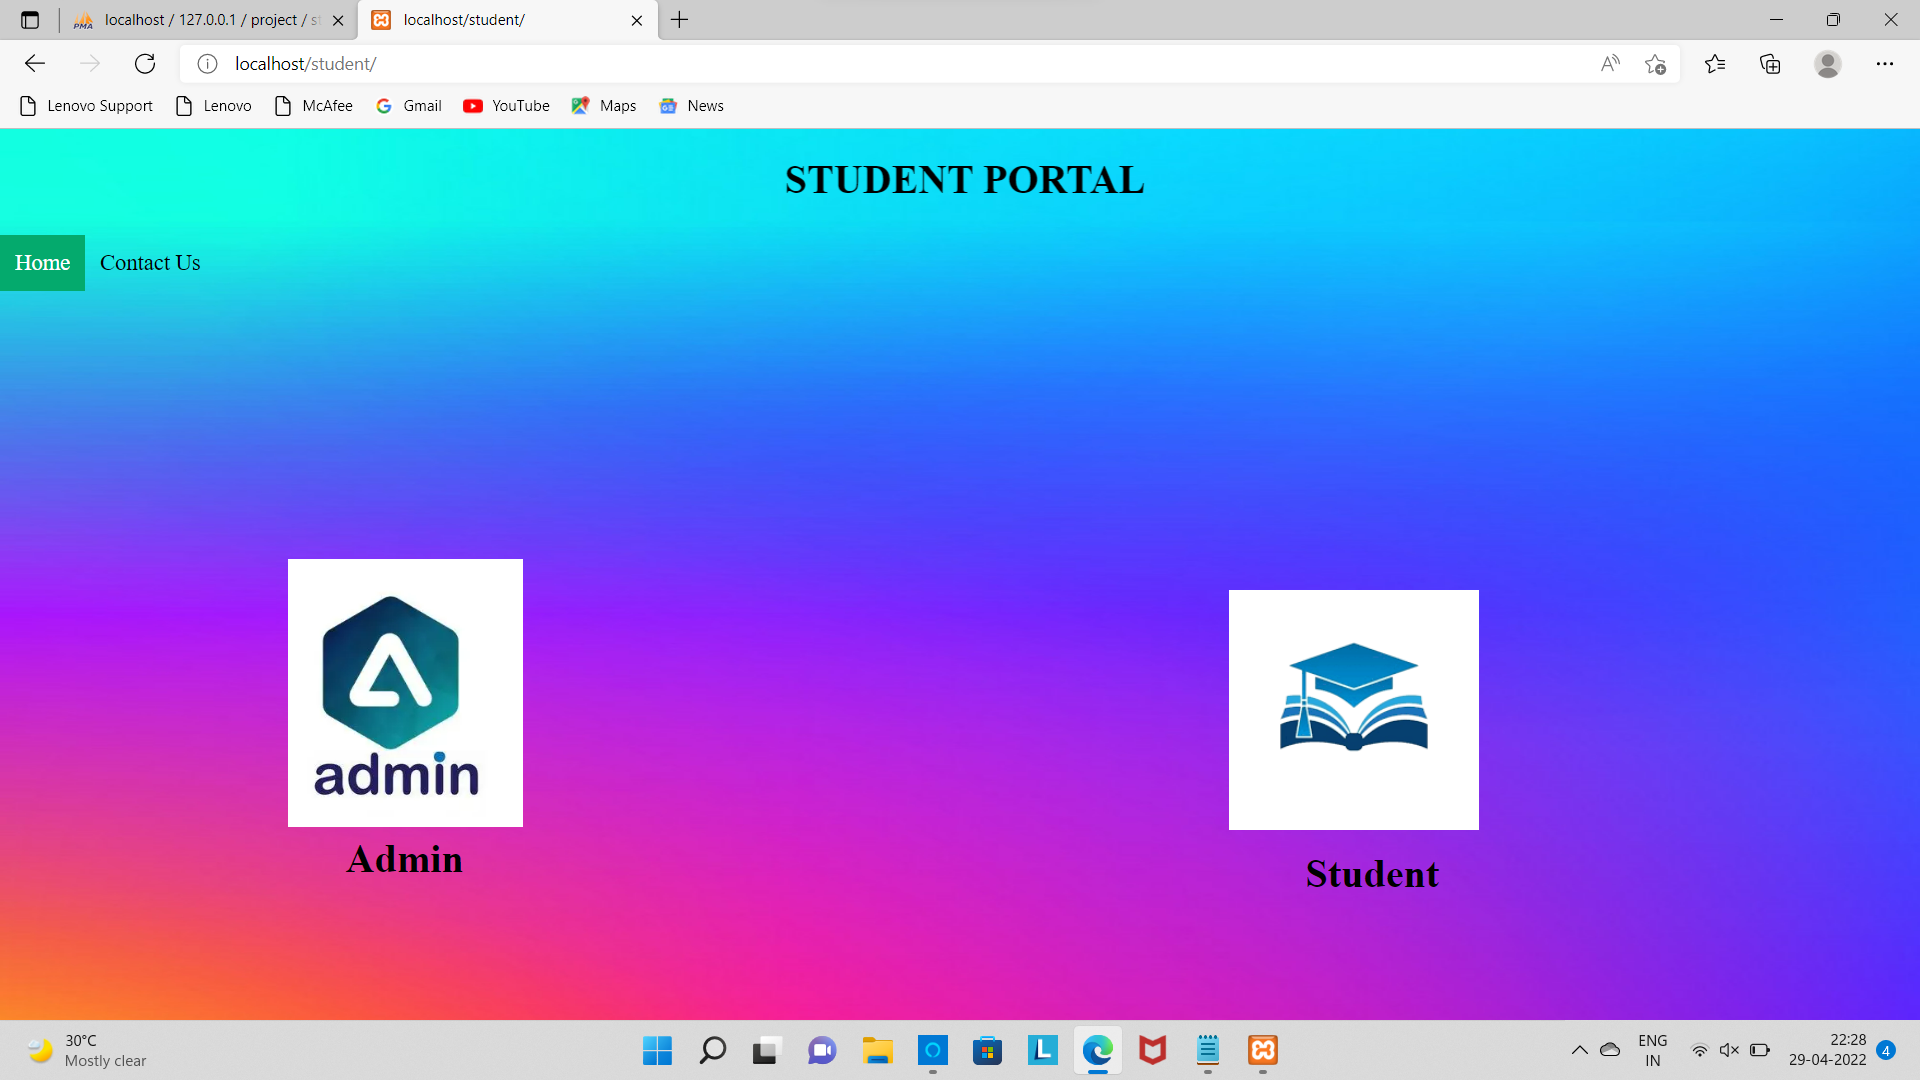 localhost / 127.0.0.1 / project / st
localhost/student/
localhost/student/
Lenovo Support
Lenovo
McAfee
Gmail
YouTube
Maps
News
STUDENT PORTAL
Home
Contact Us
admin
Admin
Student
30°C
Mostly clear
ENG
IN
22:28
29-04-2022
4